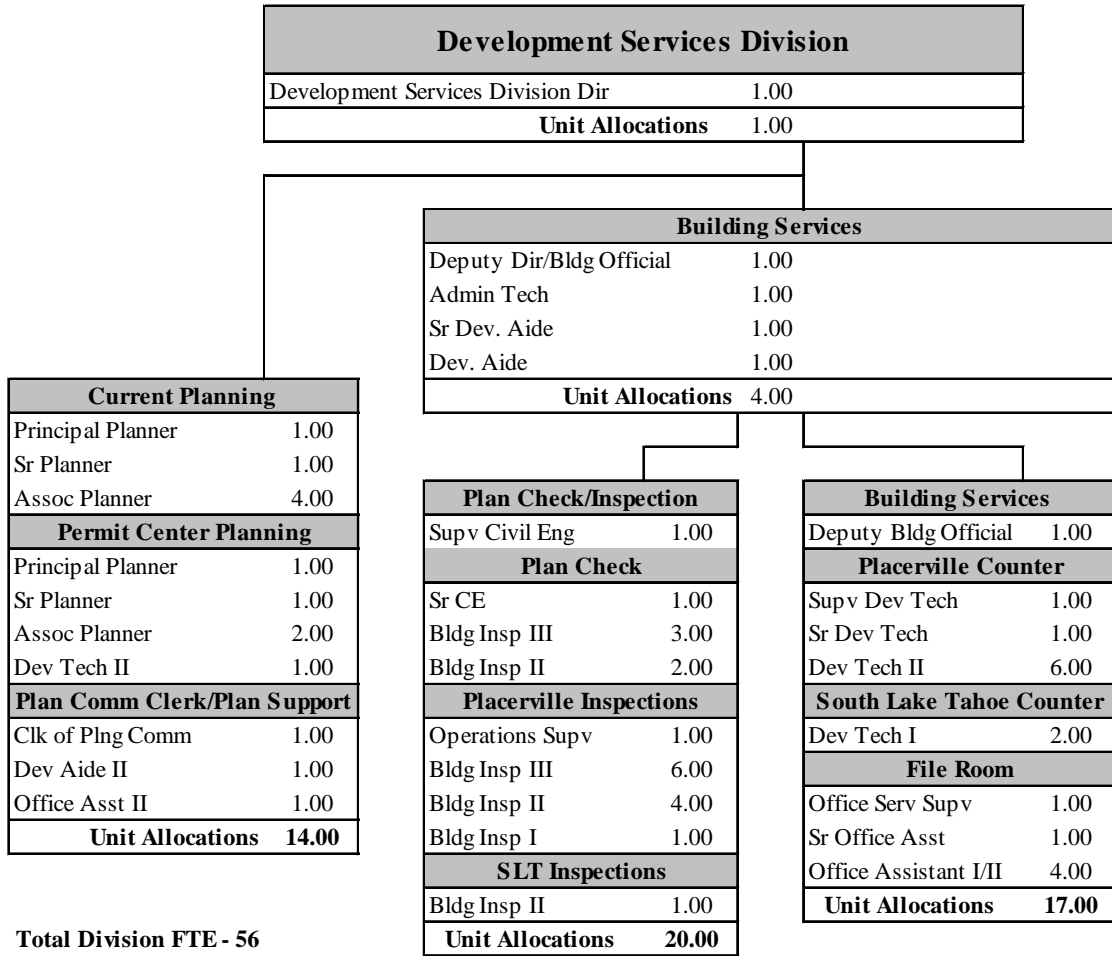 Development Services Division
Development Services Division Dir 1.00
Unit Allocations 1.00
Building Services
Deputy Dir/Bldg Official 1.00
Admin Tech 1.00
Sr Dev. Aide 1.00
Dev. Aide 1.00
Unit Allocations 4.00
Current Planning
Principal Planner 1.00
Sr Planner 1.00
Assoc Planner 4.00
Permit Center Planning
Principal Planner 1.00
Sr Planner 1.00
Assoc Planner 2.00
Dev Tech II 1.00
Plan Comm Clerk/Plan Support
Clk of Plng Comm 1.00
Dev Aide II 1.00
Office Asst II 1.00
Unit Allocations 14.00
Plan Check/Inspection
Supv Civil Eng 1.00
Plan Check
Sr CE 1.00
Bldg Insp III 3.00
Bldg Insp II 2.00
Placerville Inspections
Operations Supv 1.00
Bldg Insp III 6.00
Bldg Insp II 4.00
Bldg Insp I 1.00
SLT Inspections
Bldg Insp II 1.00
Unit Allocations 20.00
Building Services
Deputy Bldg Official 1.00
Placerville Counter
Supv Dev Tech 1.00
Sr Dev Tech 1.00
Dev Tech II 6.00
South Lake Tahoe Counter
Dev Tech I 2.00
File Room
Office Serv Supv 1.00
Sr Office Asst 1.00
Office Assistant I/II 4.00
Unit Allocations 17.00
Total Division FTE - 56